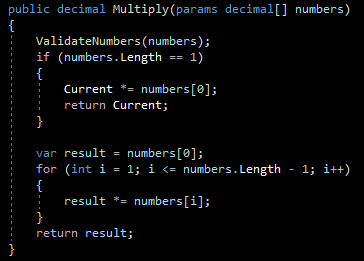 public decimal Multiply(params decimal[] numbers)
{
    ValidateNumbers(numbers);
    if (numbers.Length == 1)
    {
        Current *= numbers[0];
        return Current;
    }

    var result = numbers[0];
    for (int i = 1; i <= numbers.Length - 1; i++)
    {
        result *= numbers[i];
    }
    return result;
}